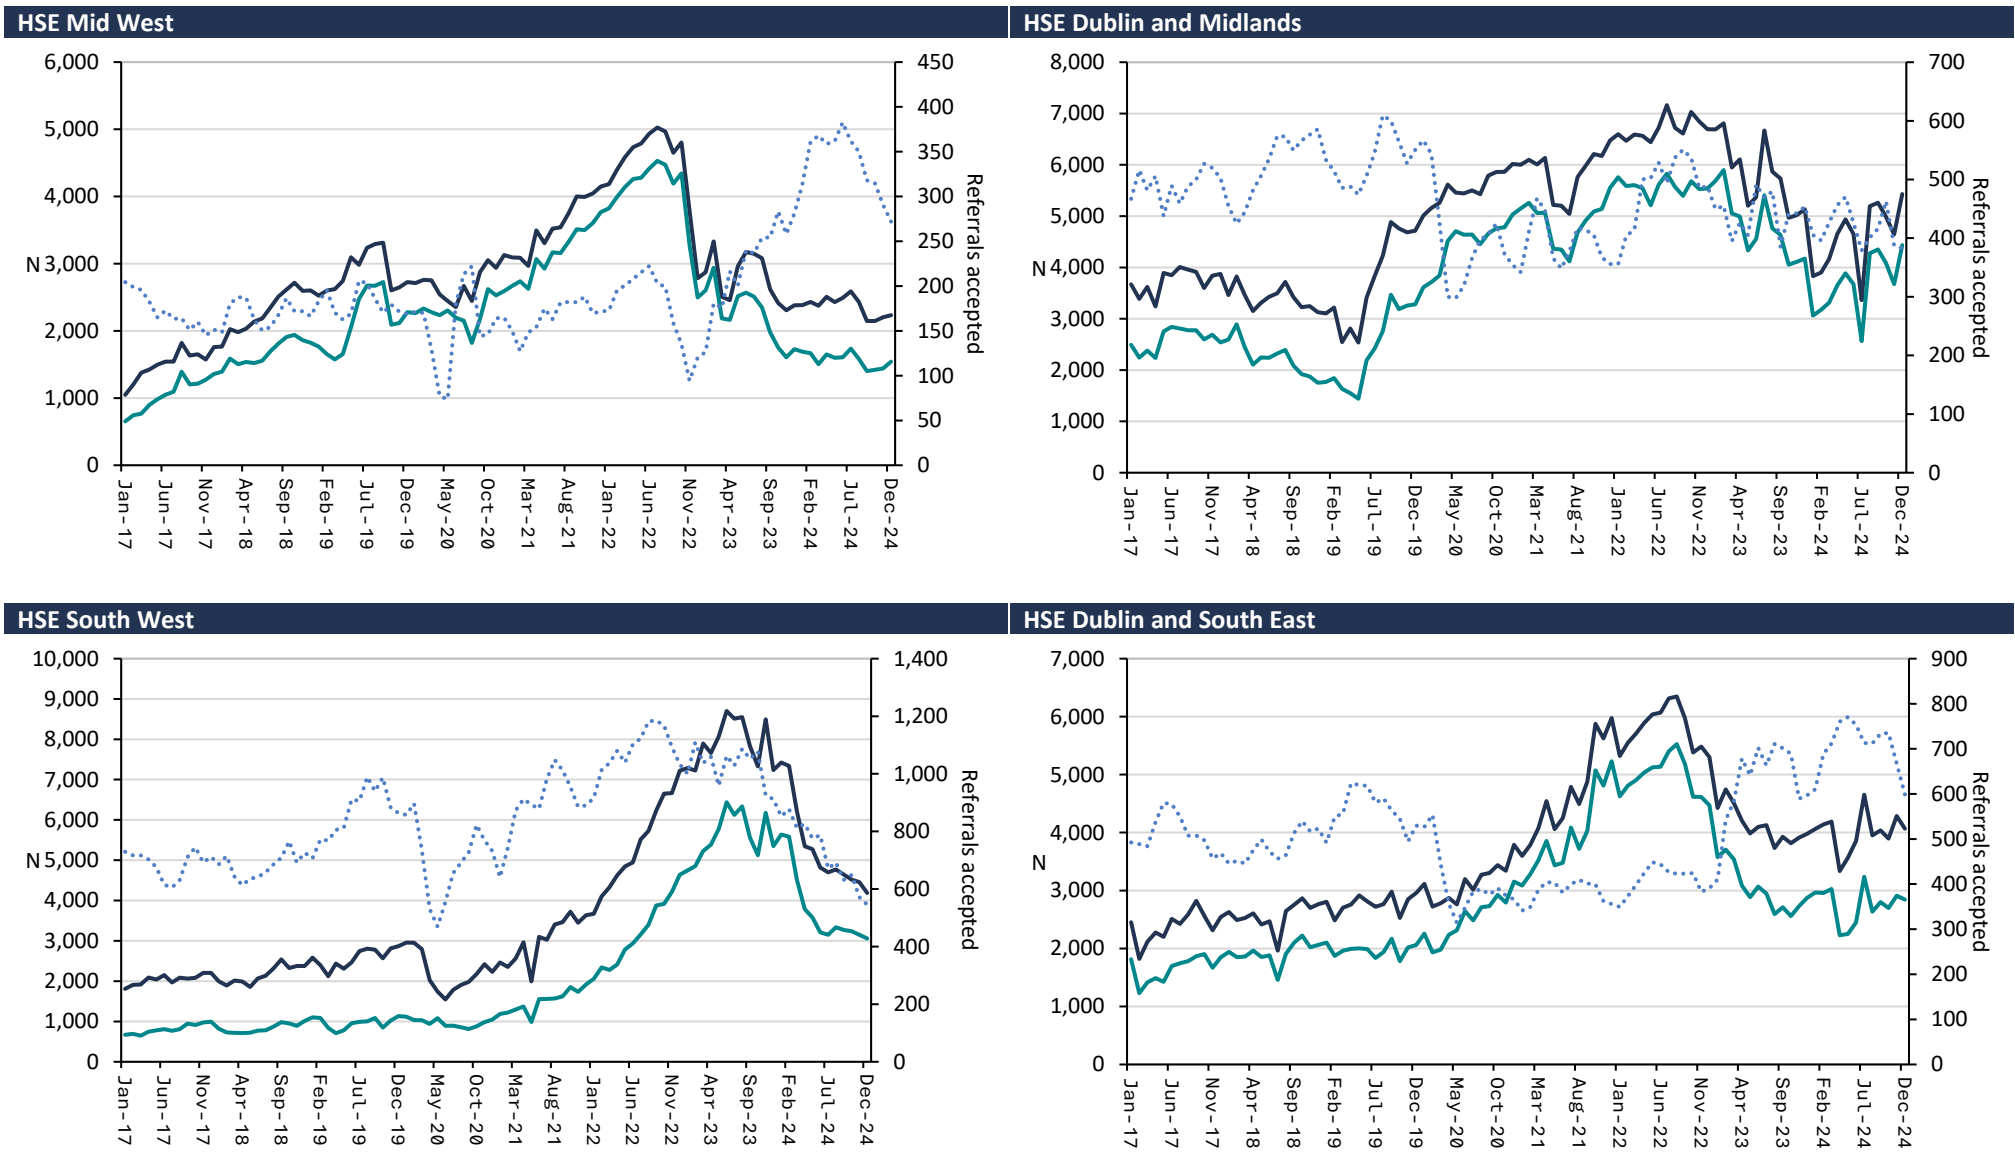 HSE Mid West
6,000
5,000
4,000
3,000
2,000
1,000
0
N
450
400
350
300
250
200
150
100
50
0
Referrals accepted
Jan-17
Jun-17
Nov-17
Apr-18
Sep-18
Feb-19
Jul-19
Dec-19
May-20
Oct-20
Mar-21
Aug-21
Jan-22
Jun-22
Nov-22
Apr-23
Sep-23
Feb-24
Jul-24
Dec-24
HSE Dublin and Midlands
8,000
7,000
6,000
5,000
4,000
3,000
2,000
1,000
0
N
700
600
500
400
300
200
100
0
Referrals accepted
Jan-17
Jun-17
Nov-17
Apr-18
Sep-18
Feb-19
Jul-19
Dec-19
May-20
Oct-20
Mar-21
Aug-21
Jan-22
Jun-22
Nov-22
Apr-23
Sep-23
Feb-24
Jul-24
Dec-24
HSE South West
10,000
9,000
8,000
7,000
6,000
5,000
4,000
3,000
2,000
1,000
0
N
1,400
1,200
1,000
800
600
400
200
0
Referrals accepted
Jan-17
Jun-17
Nov-17
Apr-18
Sep-18
Feb-19
Jul-19
Dec-19
May-20
Oct-20
Mar-21
Aug-21
Jan-22
Jun-22
Nov-22
Apr-23
Sep-23
Feb-24
Jul-24
Dec-24
HSE Dublin and South East
7,000
6,000
5,000
4,000
3,000
2,000
1,000
0
N
900
800
700
600
500
400
300
200
100
0
Referrals accepted
Jan-17
Jun-17
Nov-17
Apr-18
Sep-18
Feb-19
Jul-19
Dec-19
May-20
Oct-20
Mar-21
Aug-21
Jan-22
Jun-22
Nov-22
Apr-23
Sep-23
Feb-24
Jul-24
Dec-24